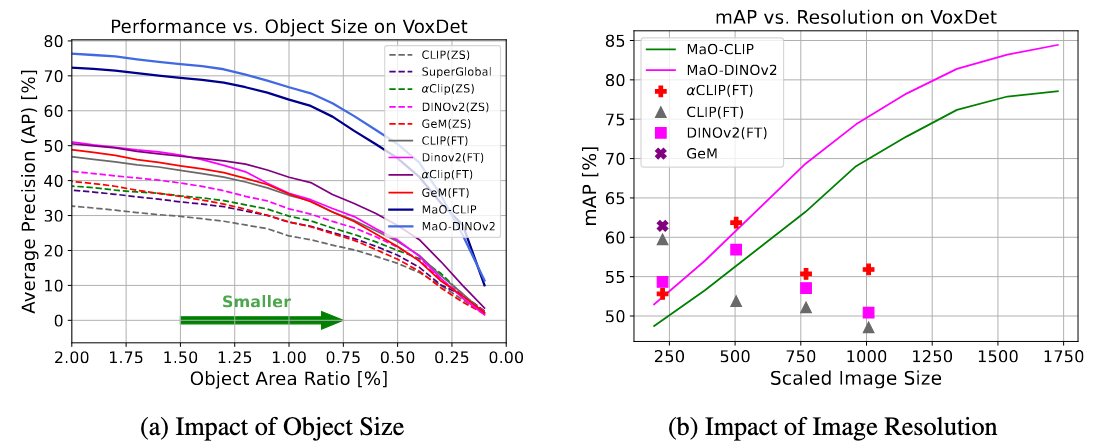 Performance vs. Object Size on VoxDet
Average Precision (AP) [%]
80
70
60
50
40
30
20
10
0
CLIP(ZS)
SuperGlobal
αClip(ZS)
DINOv2(ZS)
GeM(ZS)
CLIP(FT)
Dinov2(FT)
αClip(FT)
GeM(FT)
MaO-CLIP
MaO-DINOv2
Smaller
2.00 1.75 1.50 1.25 1.00 0.75 0.50 0.25 0.00
Object Area Ratio [%]
(a) Impact of Object Size
mAP vs. Resolution on VoxDet
mAP [%]
85
80
75
70
65
60
55
50
MaO-CLIP
MaO-DINOv2
αCLIP(FT)
CLIP(FT)
DINOv2(FT)
GeM
250 500 750 1000 1250 1500 1750
Scaled Image Size
(b) Impact of Image Resolution